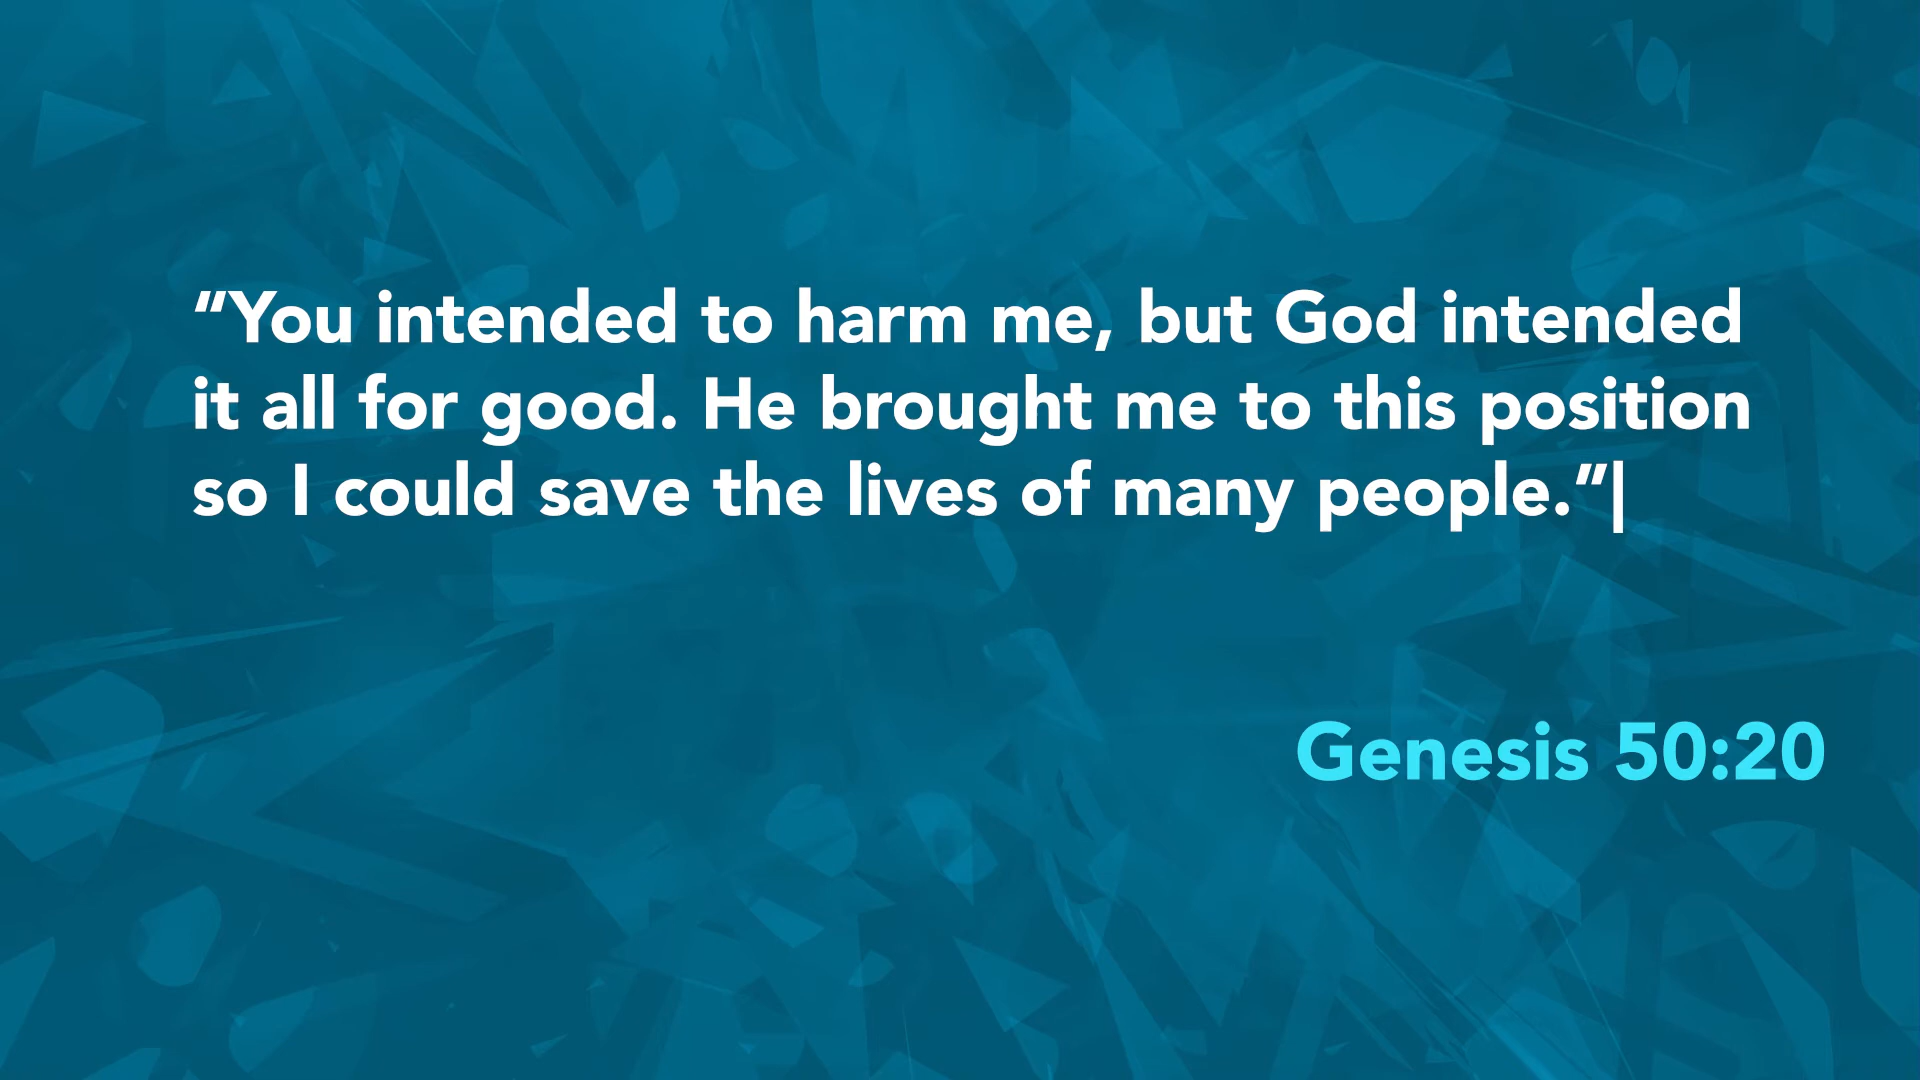 “You intended to harm me, but God intended
it all for good. He brought me to this position
so I could save the lives of many people.”|
Genesis 50:20